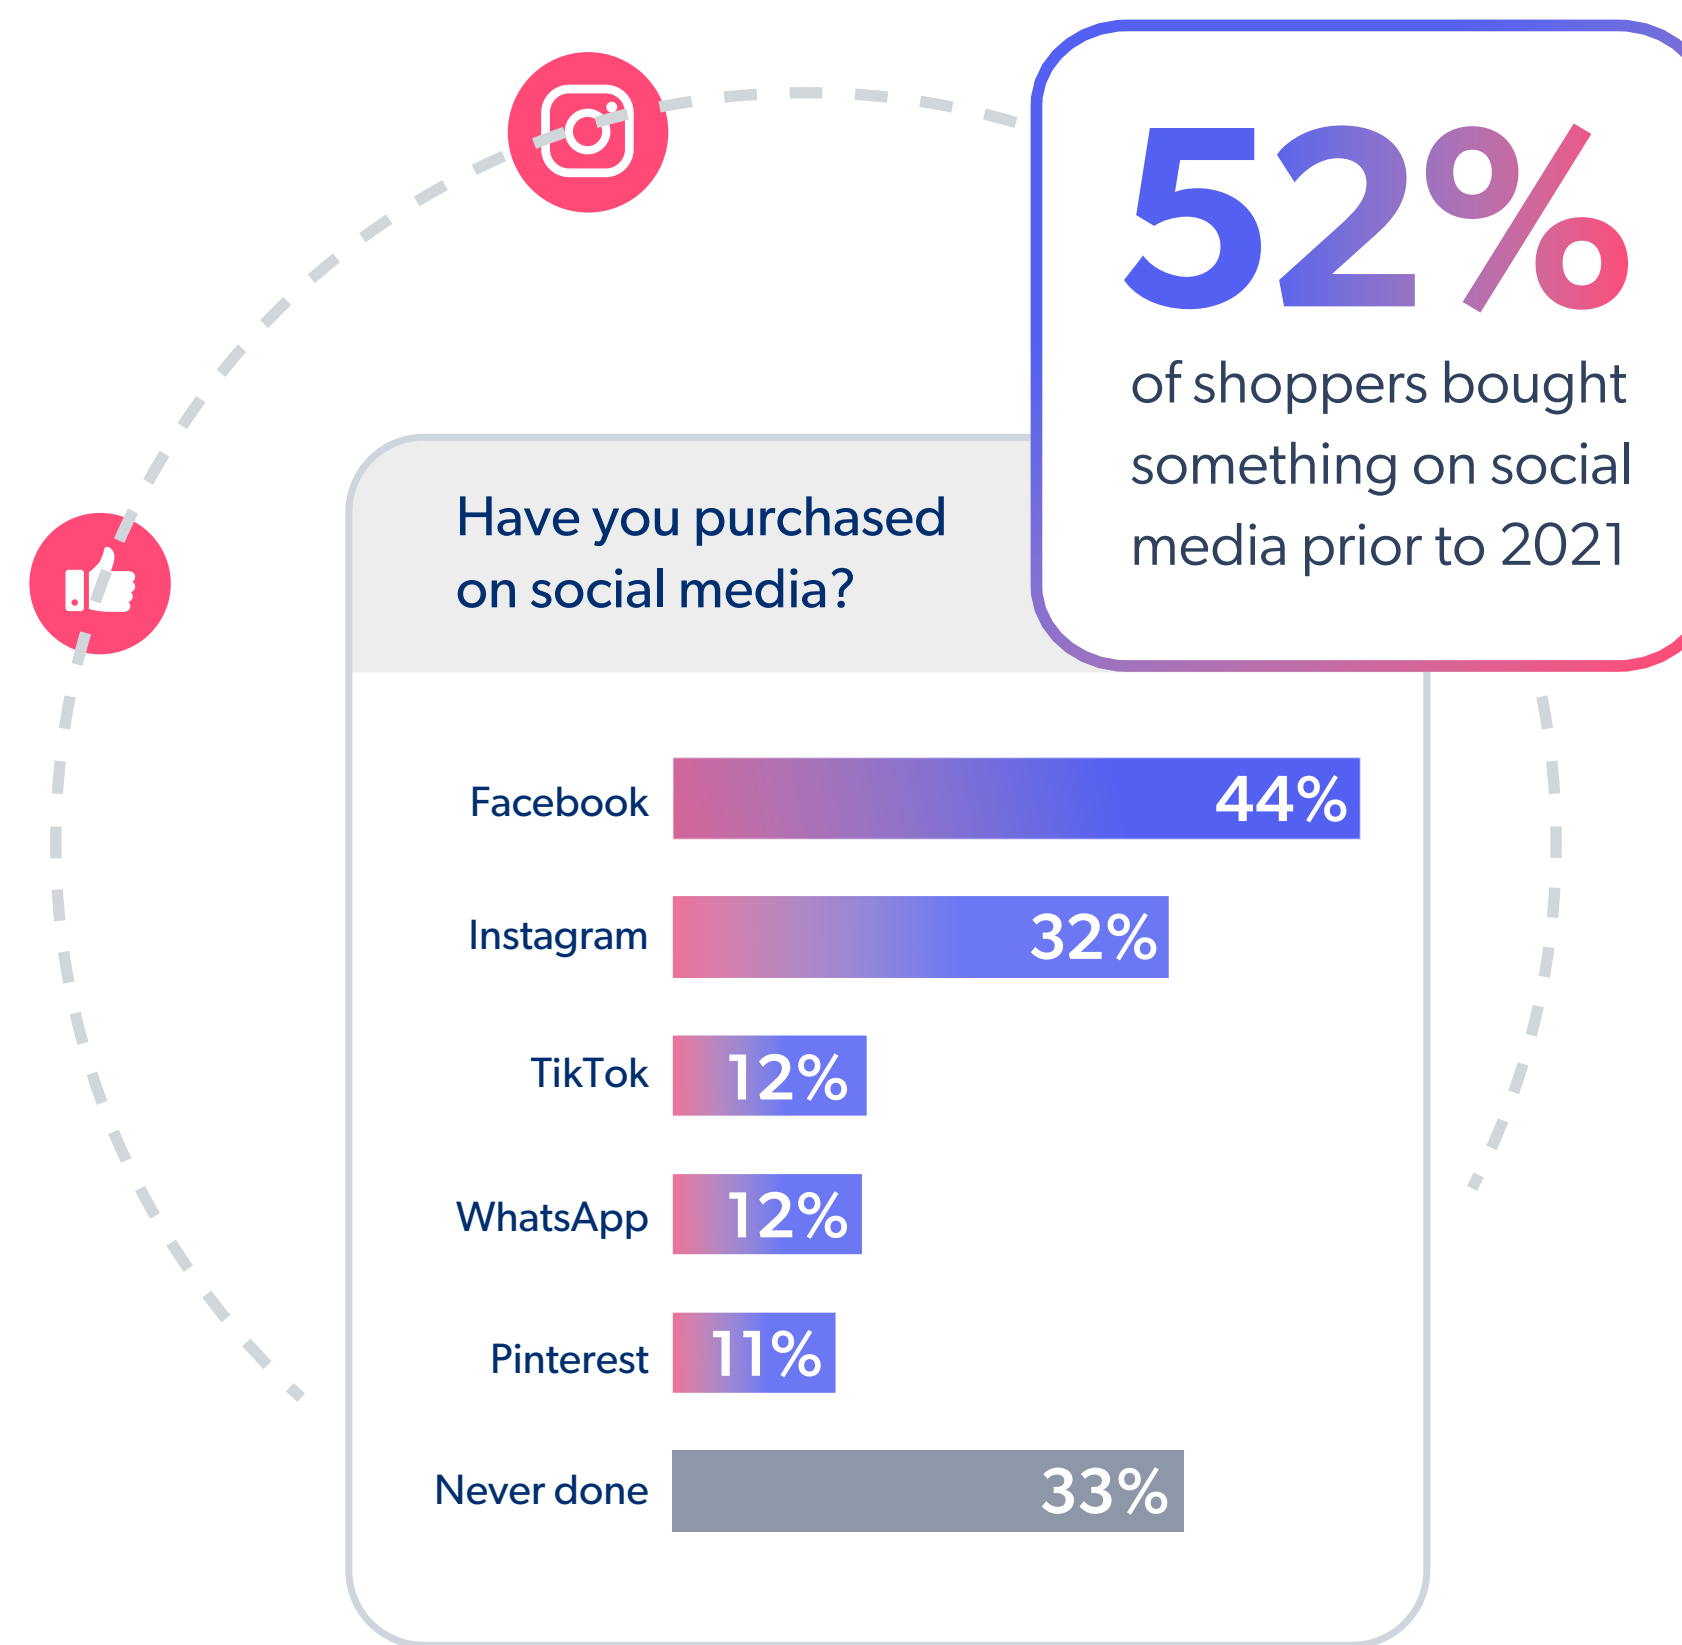 52%
of shoppers bought
something on social
media prior to 2021
Have you purchased
on social media?
Facebook 44%
Instagram 32%
TikTok 12%
WhatsApp 12%
Pinterest 11%
Never done 33%